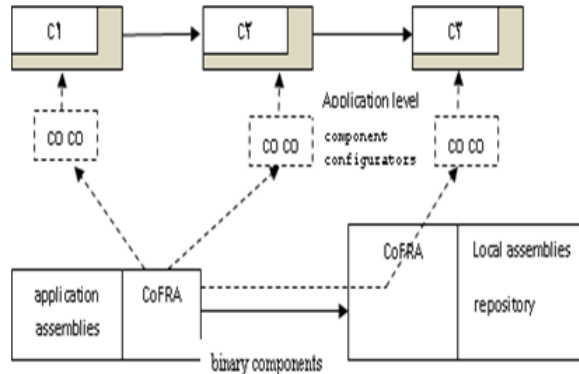 C۱
C۲
C۳
CO CO
CO CO
CO CO
Application level
component
configurators
application
assemblies
CoFRA
CoFRA
Local assemblies
repository
binary components